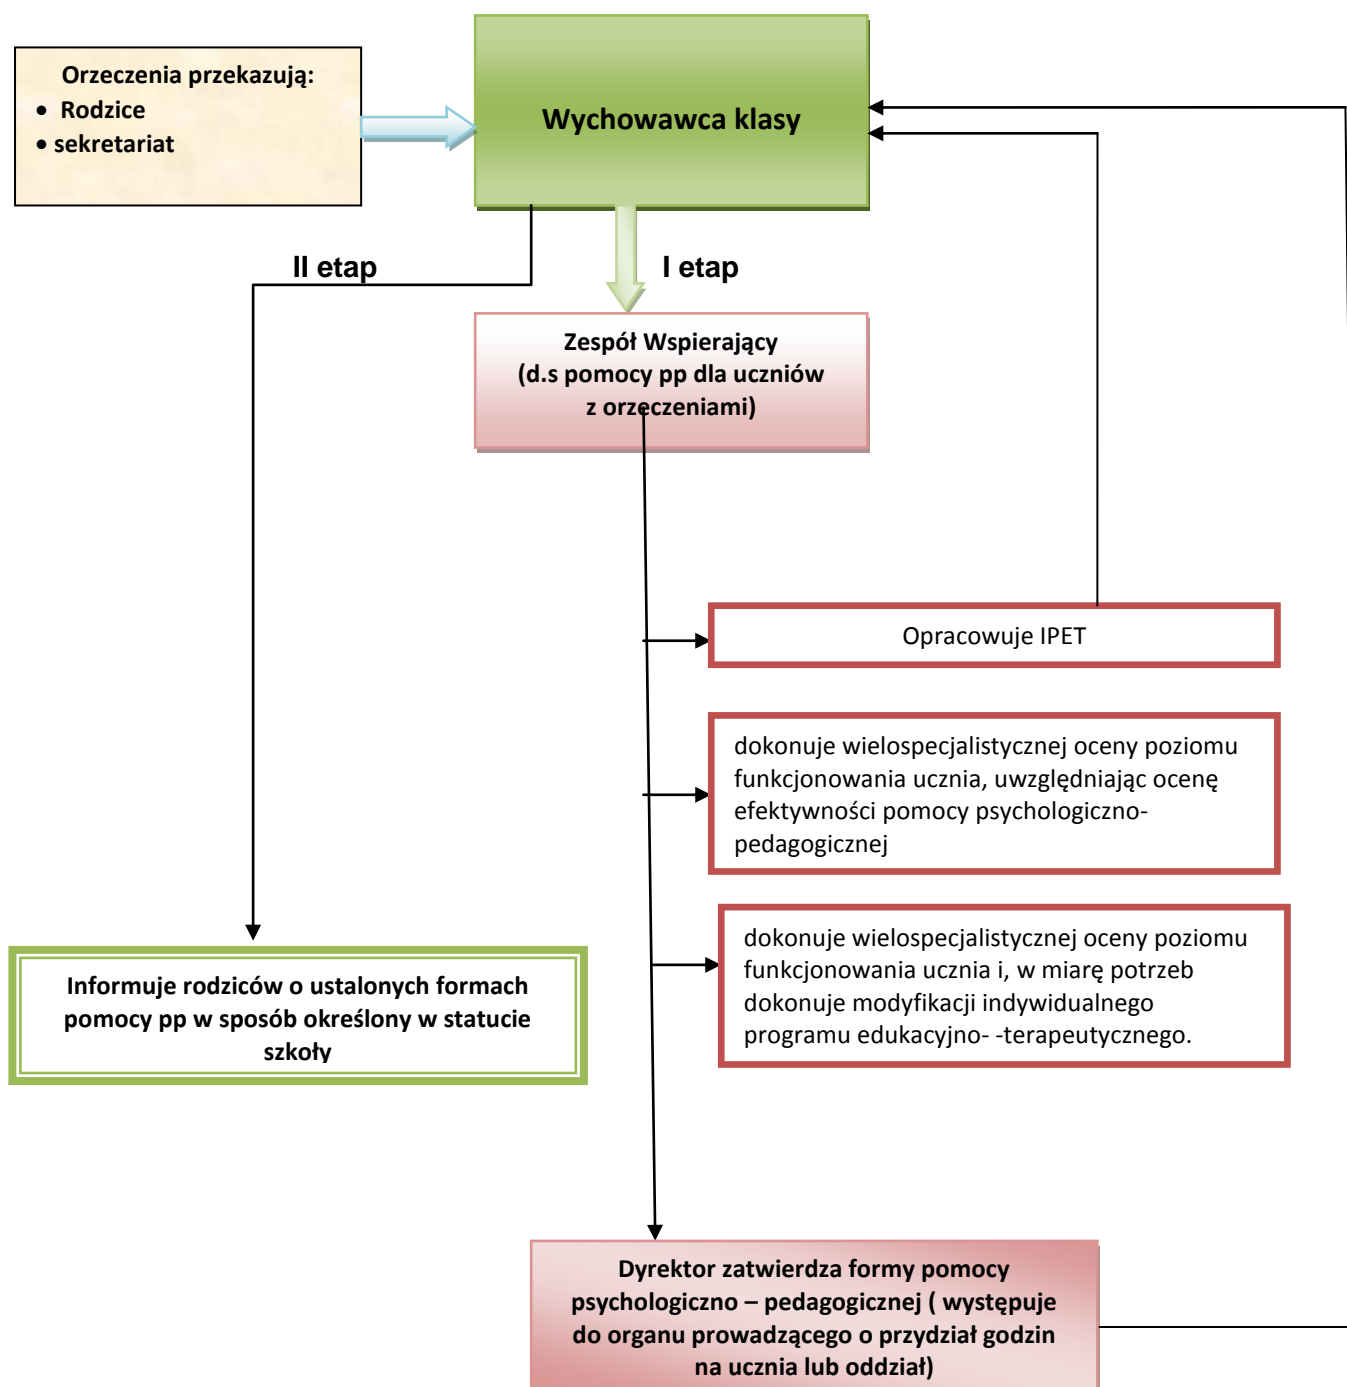 Orzeczenia przekazują:
• Rodzice
• sekretariat
Wychowawca klasy
II etap
I etap
Zespół Wspierający
(d.s pomocy pp dla uczniów
z orzeczeniami)
Opracowuje IPET
dokonuje wielospecjalistycznej oceny poziomu
funkcjonowania ucznia, uwzględniając ocenę
efektywności pomocy psychologiczno-
pedagogicznej
dokonuje wielospecjalistycznej oceny poziomu
funkcjonowania ucznia i, w miarę potrzeb
dokonuje modyfikacji indywidualnego
programu edukacyjno- -terapeutycznego.
Informuje rodziców o ustalonych formach
pomocy pp w sposób określony w statucie
szkoły
Dyrektor zatwierdza formy pomocy
psychologiczno – pedagogicznej ( występuje
do organu prowadzącego o przydział godzin
na ucznia lub oddział)